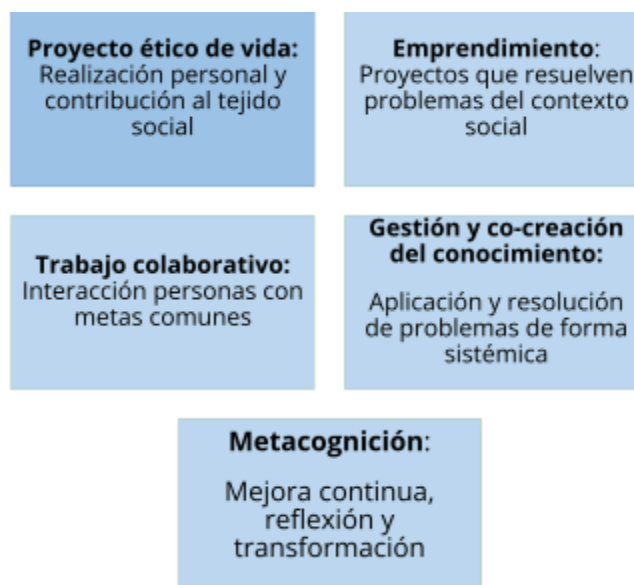 Proyecto ético de vida:
Realización personal y
contribución al tejido
social
Emprendimiento:
Proyectos que resuelven
problemas del contexto
social
Trabajo colaborativo:
Interacción personas con
metas comunes
Gestión y co-creación
del conocimiento:
Aplicación y resolución
de problemas de forma
sistémica
Metacognición:
Mejora continua,
reflexión y
transformación